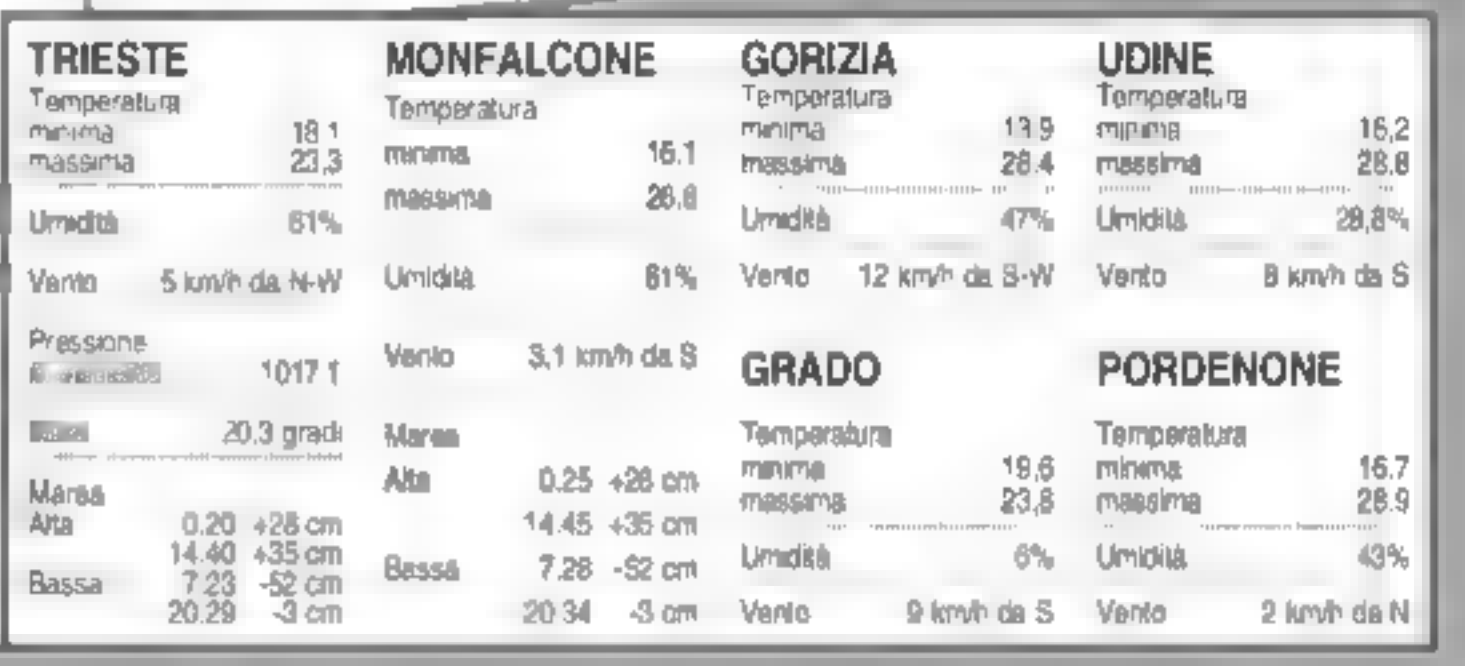 TRIESTE
Temperatura
minima 18,1
massima 23,3
Umidità 61%
Vento 5 km/h da N-W
Pressione
1017,1
20,3 gradi
Marea
Alta 0.20 +28 cm
14.40 +35 cm
Bassa 7.23 -52 cm
20.29 -3 cm
MONFALCONE
Temperatura
minima 16,1
massima
Umidità 61%
Vento 3,1 km/h da S
Marea
Alta 0.25 +28 cm
14.45 +35 cm
Bassa 7.28 -52 cm
20.34 -3 cm
GORIZIA
Temperatura
minima 13,9
massima 28,4
Umidità 47%
Vento 12 km/h da S-W
GRADO
Temperatura
minima 19,6
massima 23,8
Umidità 6%
Vento 9 km/h da S
UDINE
Temperatura
minima 16,2
massima
Umidità
Vento 8 km/h da S
PORDENONE
Temperatura
minima 16,7
massima 28,9
Umidità 43%
Vento 2 km/h da N